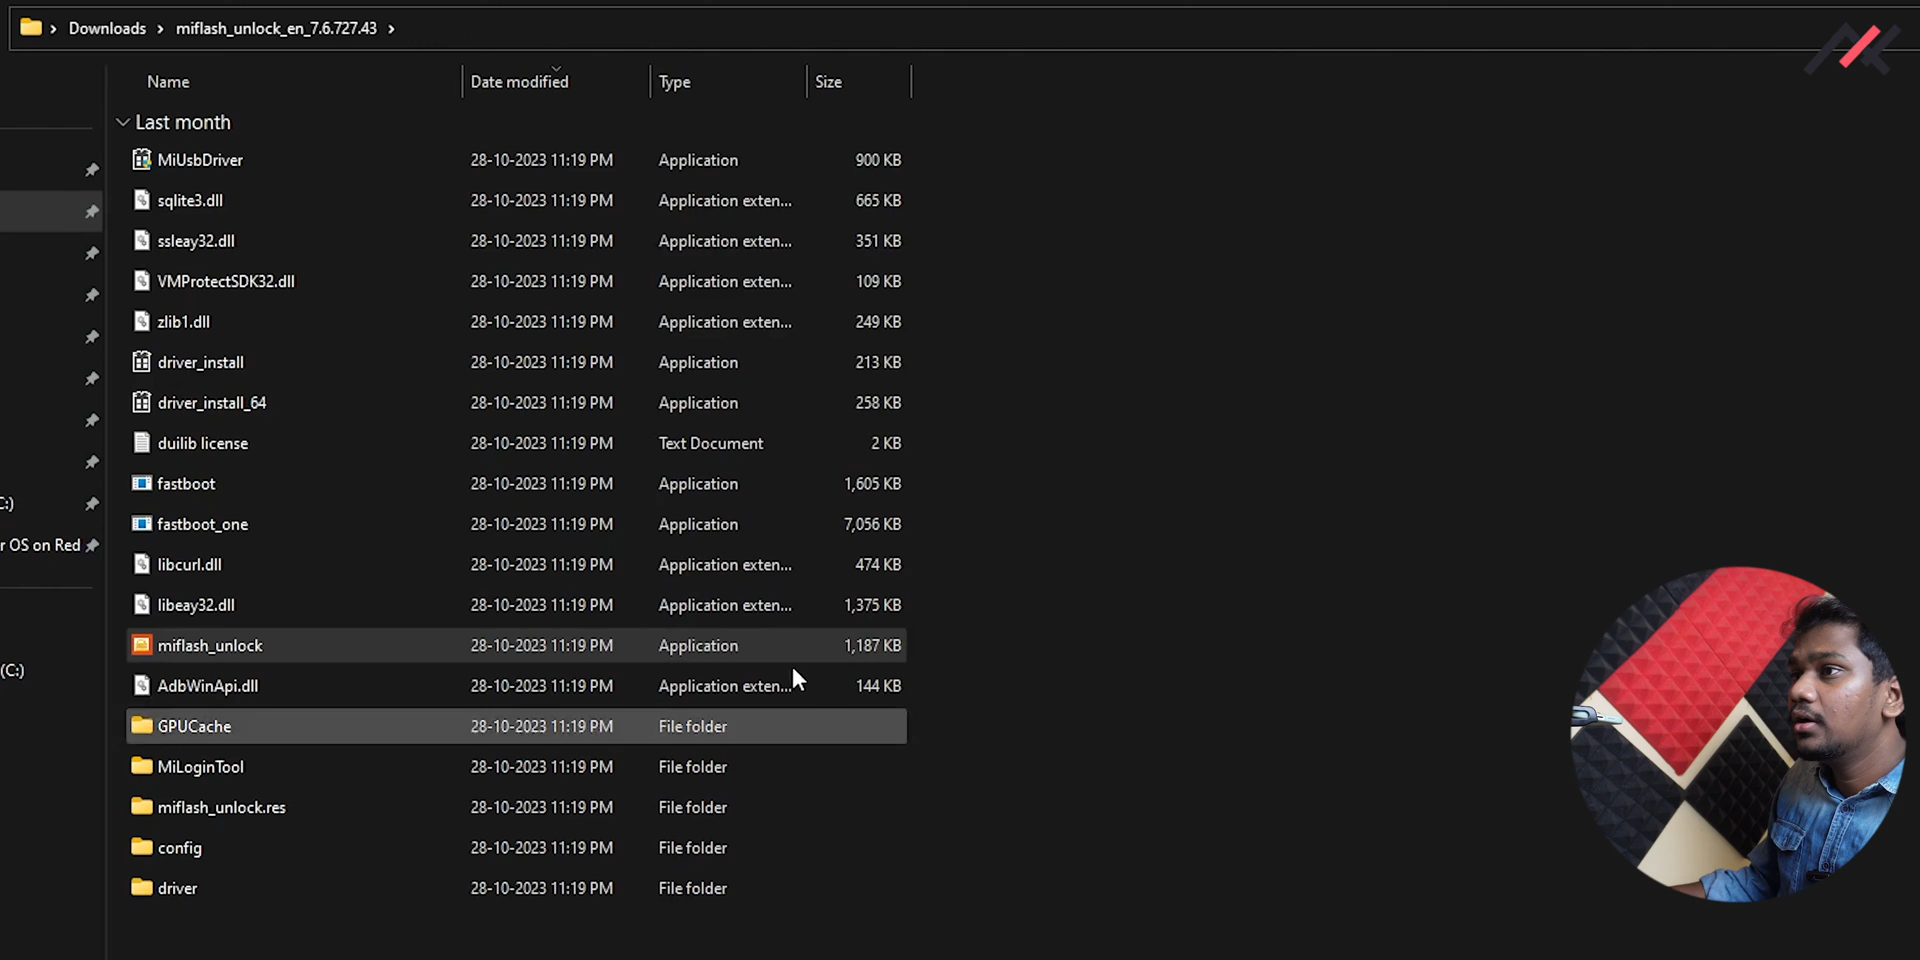 Downloads > miflash_unlock_en_7.6.727.43 >
Name Date modified Type Size
Last month
MiUsbDriver 28-10-2023 11:19 PM Application 900 KB
sqlite3.dll 28-10-2023 11:19 PM Application exten... 665 KB
ssleay32.dll 28-10-2023 11:19 PM Application exten... 351 KB
VMProtectSDK32.dll 28-10-2023 11:19 PM Application exten... 109 KB
zlib1.dll 28-10-2023 11:19 PM Application exten... 249 KB
driver_install 28-10-2023 11:19 PM Application 213 KB
driver_install_64 28-10-2023 11:19 PM Application 258 KB
duilib license 28-10-2023 11:19 PM Text Document 2 KB
fastboot 28-10-2023 11:19 PM Application 1,605 KB
C:)
fastboot_one 28-10-2023 11:19 PM Application 7,056 KB
r OS on Red
libcurl.dll 28-10-2023 11:19 PM Application exten... 474 KB
libeay32.dll 28-10-2023 11:19 PM Application exten... 1,375 KB
miflash_unlock 28-10-2023 11:19 PM Application 1,187 KB
(C:)
AdbWinApi.dll 28-10-2023 11:19 PM Application exten... 144 KB
GPUCache 28-10-2023 11:19 PM File folder
MiLoginTool 28-10-2023 11:19 PM File folder
miflash_unlock.res 28-10-2023 11:19 PM File folder
config 28-10-2023 11:19 PM File folder
driver 28-10-2023 11:19 PM File folder